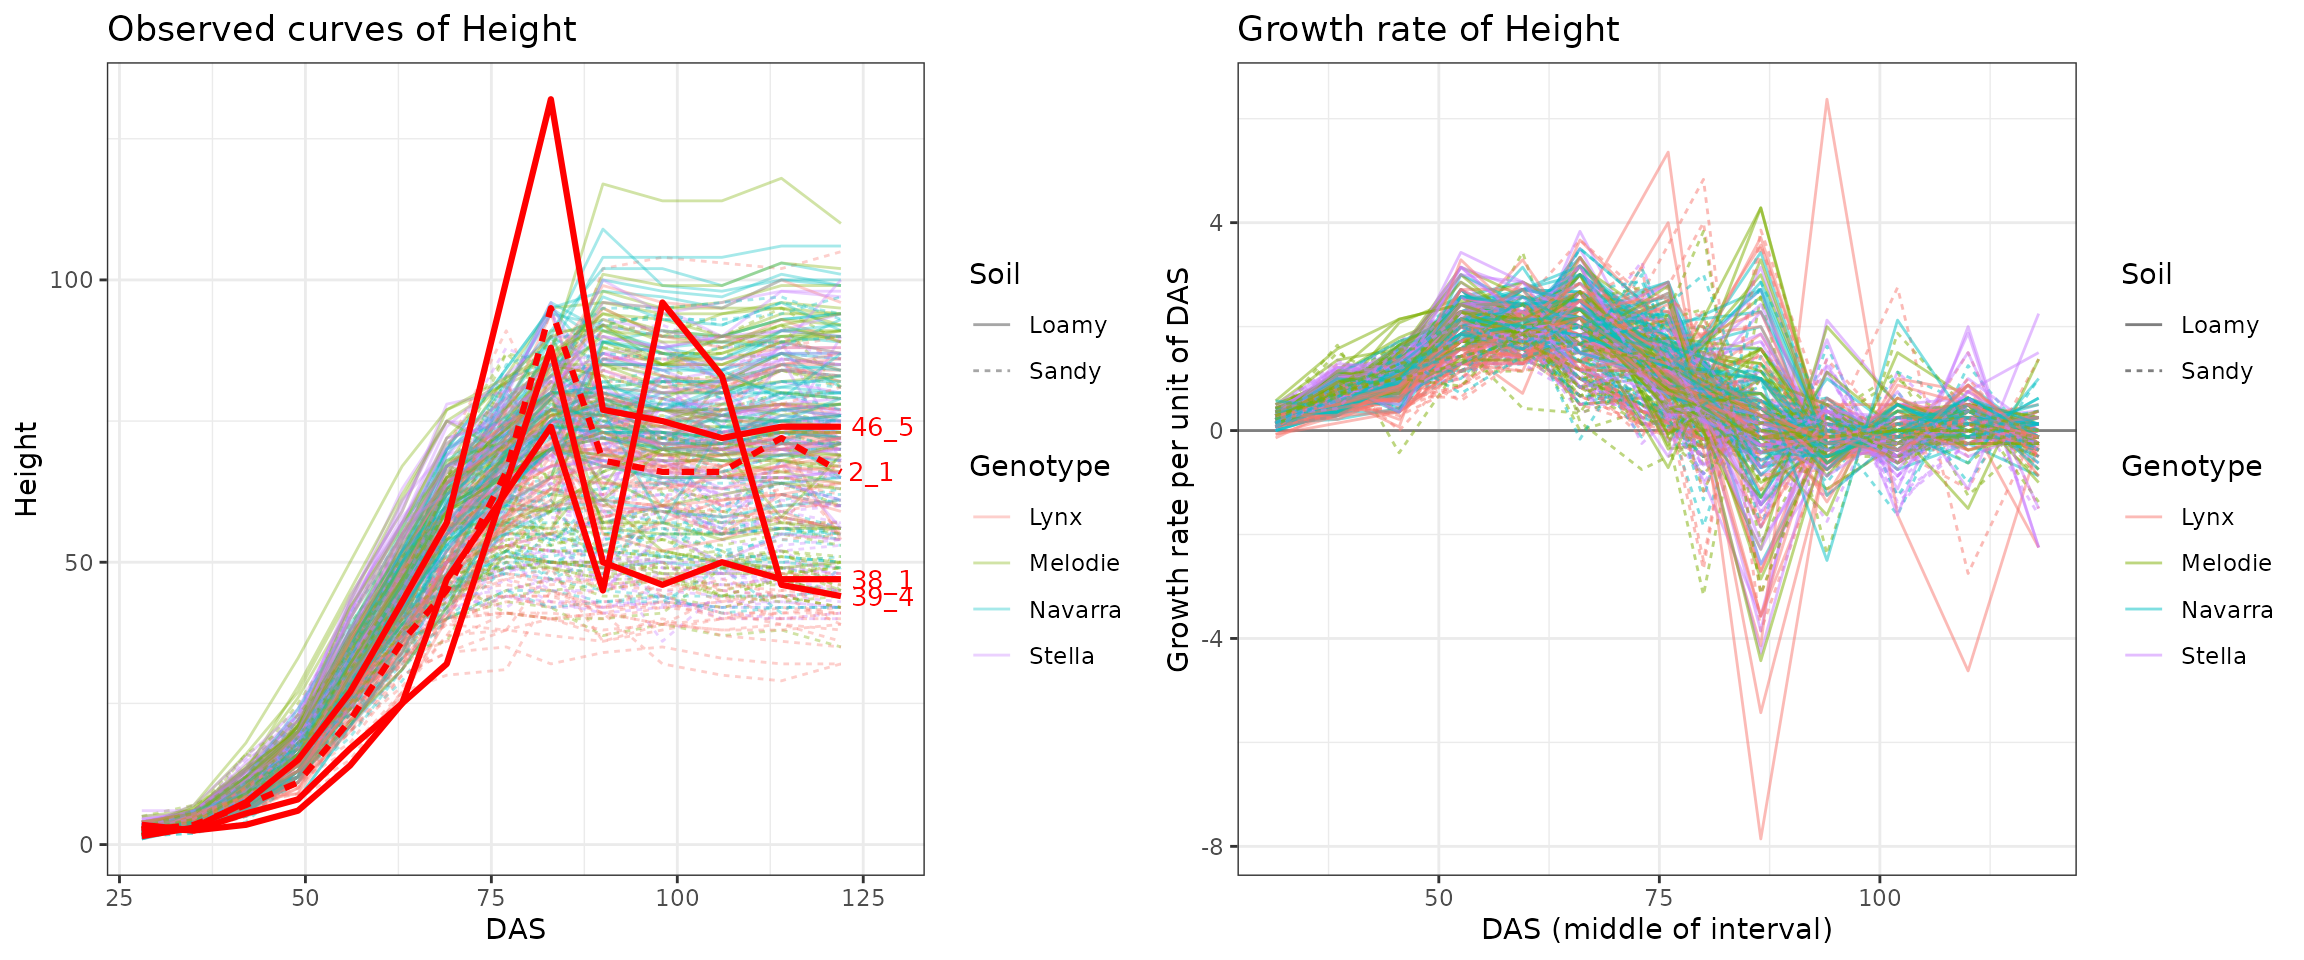 Observed curves of Height
Height
100
50
0
25
50
75
100
125
DAS
46_5
2_1
38_1
39_4
Soil
Loamy
Sandy
Genotype
Lynx
Melodie
Navarra
Stella
Growth rate of Height
Growth rate per unit of DAS
4
0
-4
-8
50
75
100
DAS (middle of interval)
Soil
Loamy
Sandy
Genotype
Lynx
Melodie
Navarra
Stella